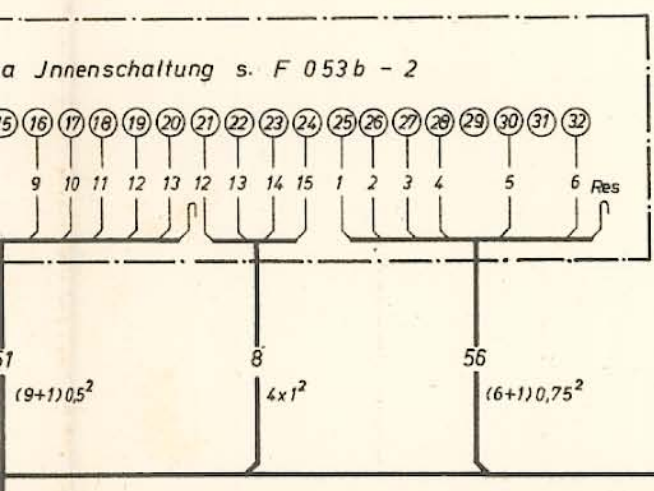 a Jnnenschaltung s. F 053b - 2
15 16 17 18 19 20 21 22 23 24 25 26 27 28 29 30 31 32
9 10 11 12 13 12 13 14 15 1 2 3 4 5 6 Res
51 8 56
(9+1)0,5² 4x1² (6+1)0,75²